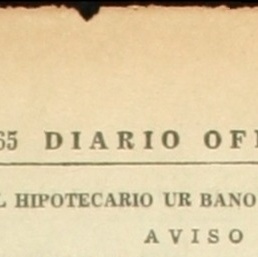 65 DIARIO OFI
L HIPOTECARIO UR BANO
AVISO